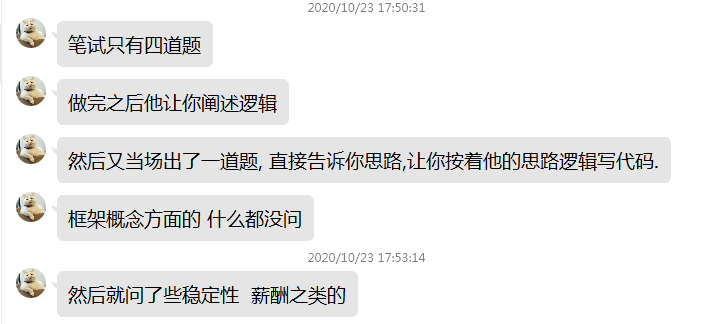 2020/10/23 17:50:31
笔试只有四道题
做完之后他让你阐述逻辑
然后又当场出了一道题, 直接告诉你思路,让你按着他的思路逻辑写代码.
框架概念方面的 什么都没问
2020/10/23 17:53:14
然后就问了些稳定性  薪酬之类的